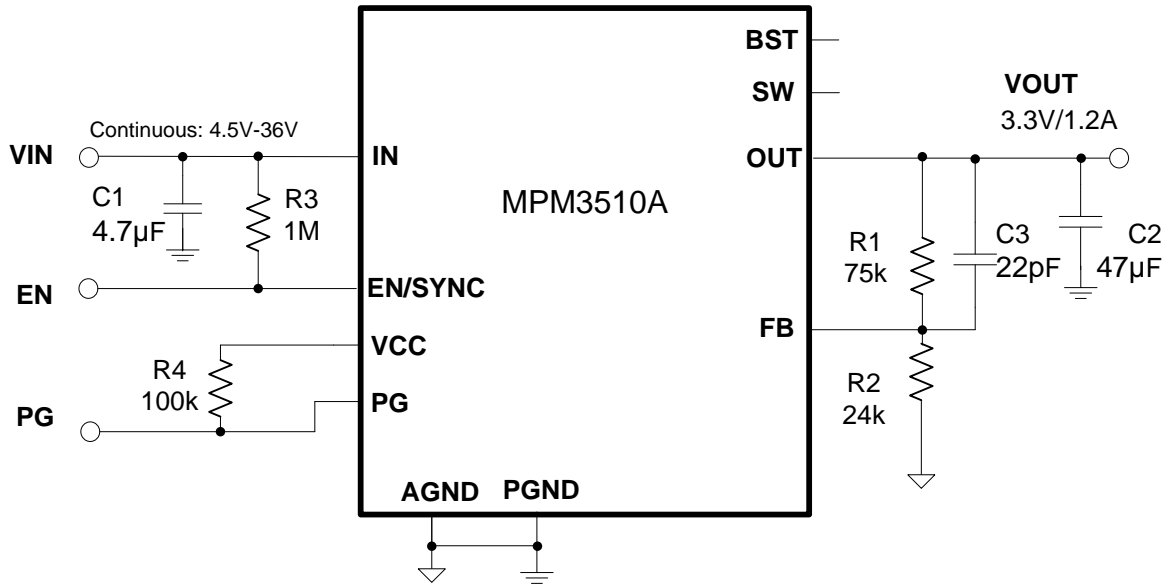 BST
SW
VOUT
3.3V/1.2A
Continuous: 4.5V-36V
VIN
IN
OUT
C1
4.7µF
R3
1M
MPM3510A
R1
75k
C3
22pF
C2
47µF
EN
EN/SYNC
FB
VCC
R4
100k
R2
24k
PG
PG
AGND
PGND